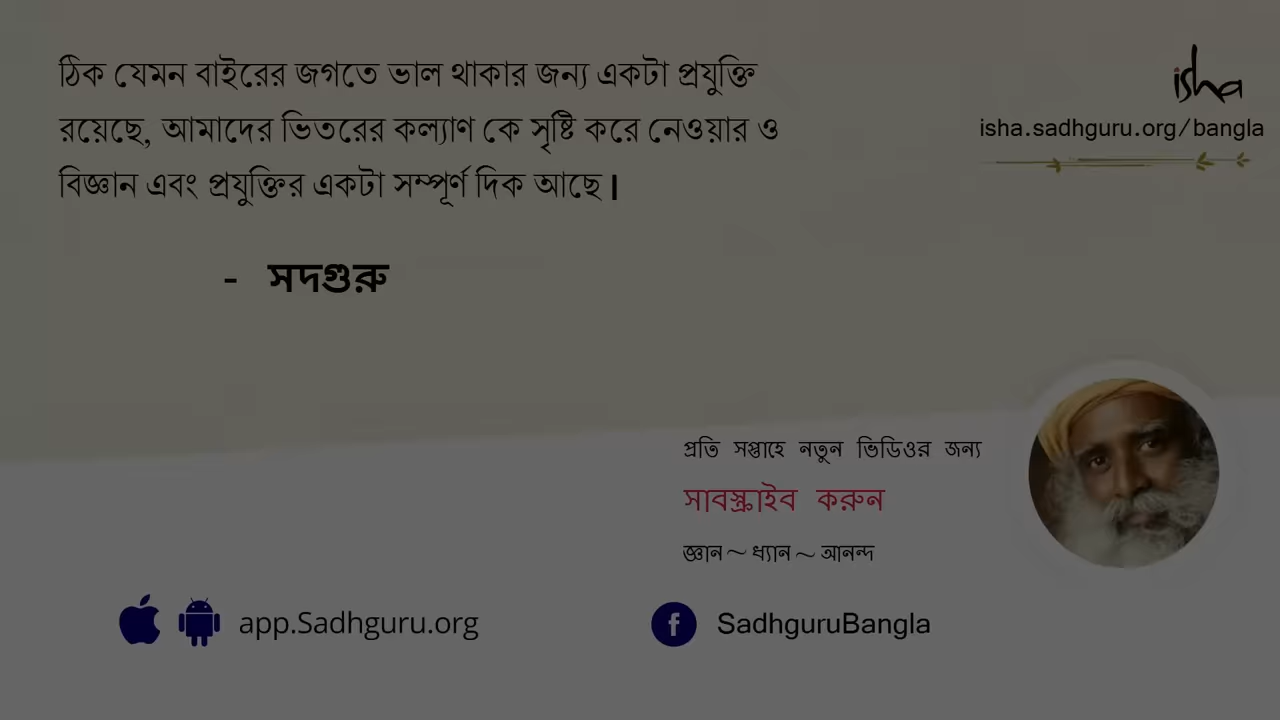 ঠিক যেমন বাইরের জগতে ভাল থাকার জন্য একটা প্রযুক্তি
রয়েছে, আমাদের ভিতরের কল্যাণ কে সৃষ্টি করে নেওয়ার ও
বিজ্ঞান এবং প্রযুক্তির একটা সম্পূর্ণ দিক আছে।
- সদগুরু
isha
isha.sadhguru.org/bangla
প্রতি সপ্তাহে নতুন ভিডিওর জন্য
সাবস্ক্রাইব করুন
জ্ঞান ~ ধ্যান ~ আনন্দ
app.Sadhguru.org
f SadhguruBangla